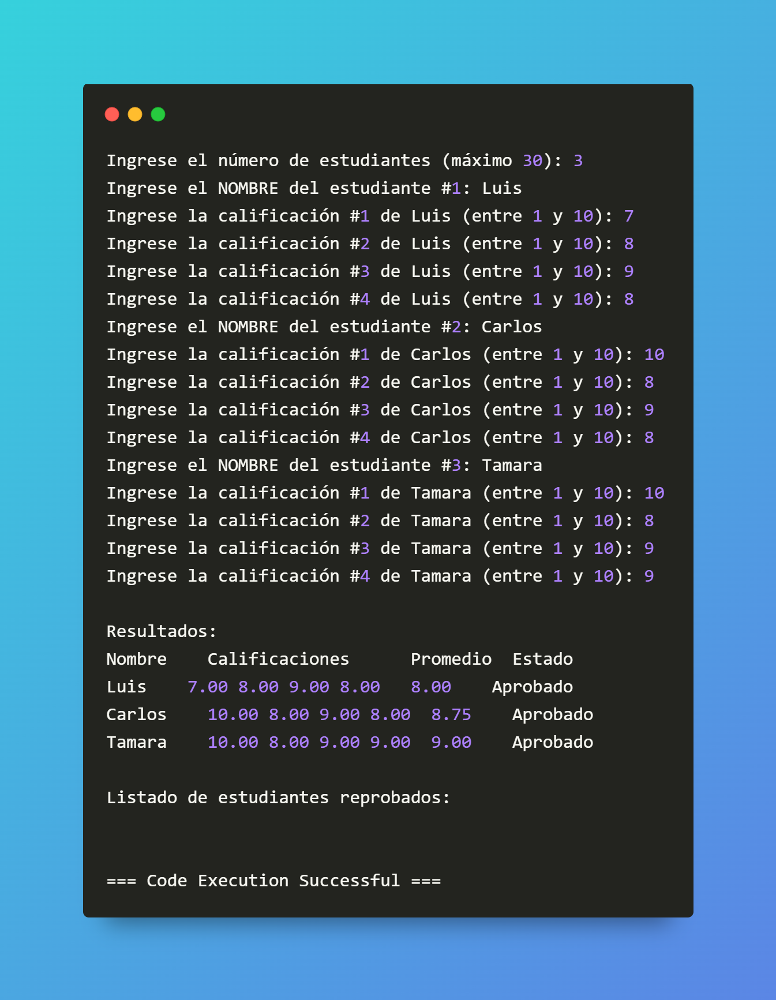 Ingrese el número de estudiantes (máximo 30): 3
Ingrese el NOMBRE del estudiante #1: Luis
Ingrese la calificación #1 de Luis (entre 1 y 10): 7
Ingrese la calificación #2 de Luis (entre 1 y 10): 8
Ingrese la calificación #3 de Luis (entre 1 y 10): 9
Ingrese la calificación #4 de Luis (entre 1 y 10): 8
Ingrese el NOMBRE del estudiante #2: Carlos
Ingrese la calificación #1 de Carlos (entre 1 y 10): 10
Ingrese la calificación #2 de Carlos (entre 1 y 10): 8
Ingrese la calificación #3 de Carlos (entre 1 y 10): 9
Ingrese la calificación #4 de Carlos (entre 1 y 10): 8
Ingrese el NOMBRE del estudiante #3: Tamara
Ingrese la calificación #1 de Tamara (entre 1 y 10): 10
Ingrese la calificación #2 de Tamara (entre 1 y 10): 8
Ingrese la calificación #3 de Tamara (entre 1 y 10): 9
Ingrese la calificación #4 de Tamara (entre 1 y 10): 9

Resultados:
Nombre    Calificaciones      Promedio  Estado
Luis    7.00 8.00 9.00 8.00   8.00    Aprobado
Carlos    10.00 8.00 9.00 8.00  8.75    Aprobado
Tamara    10.00 8.00 9.00 9.00  9.00    Aprobado

Listado de estudiantes reprobados:

=== Code Execution Successful ===